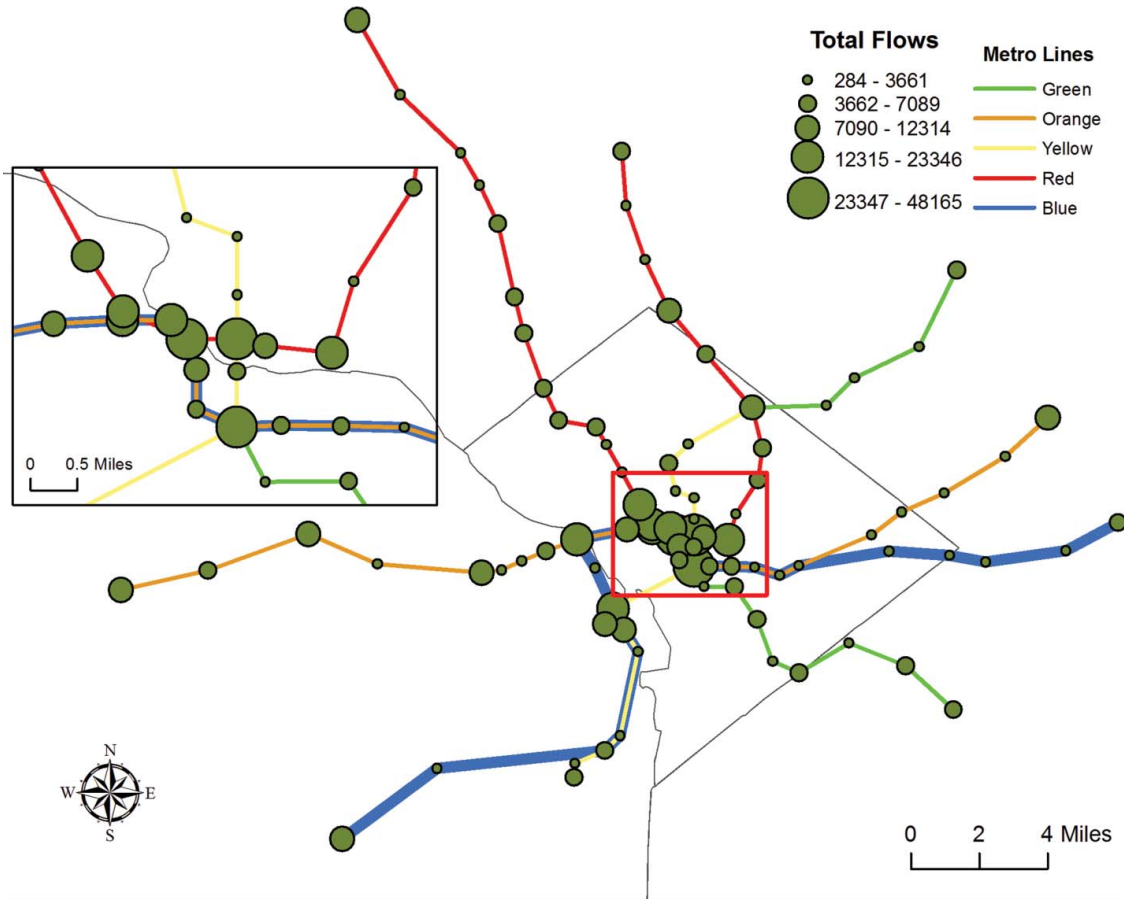 Total Flows
284 - 3661
3662 - 7089
7090 - 12314
12315 - 23346
23347 - 48165
Metro Lines
Green
Orange
Yellow
Red
Blue
0 0.5 Miles
N
W E
S
0 2 4 Miles